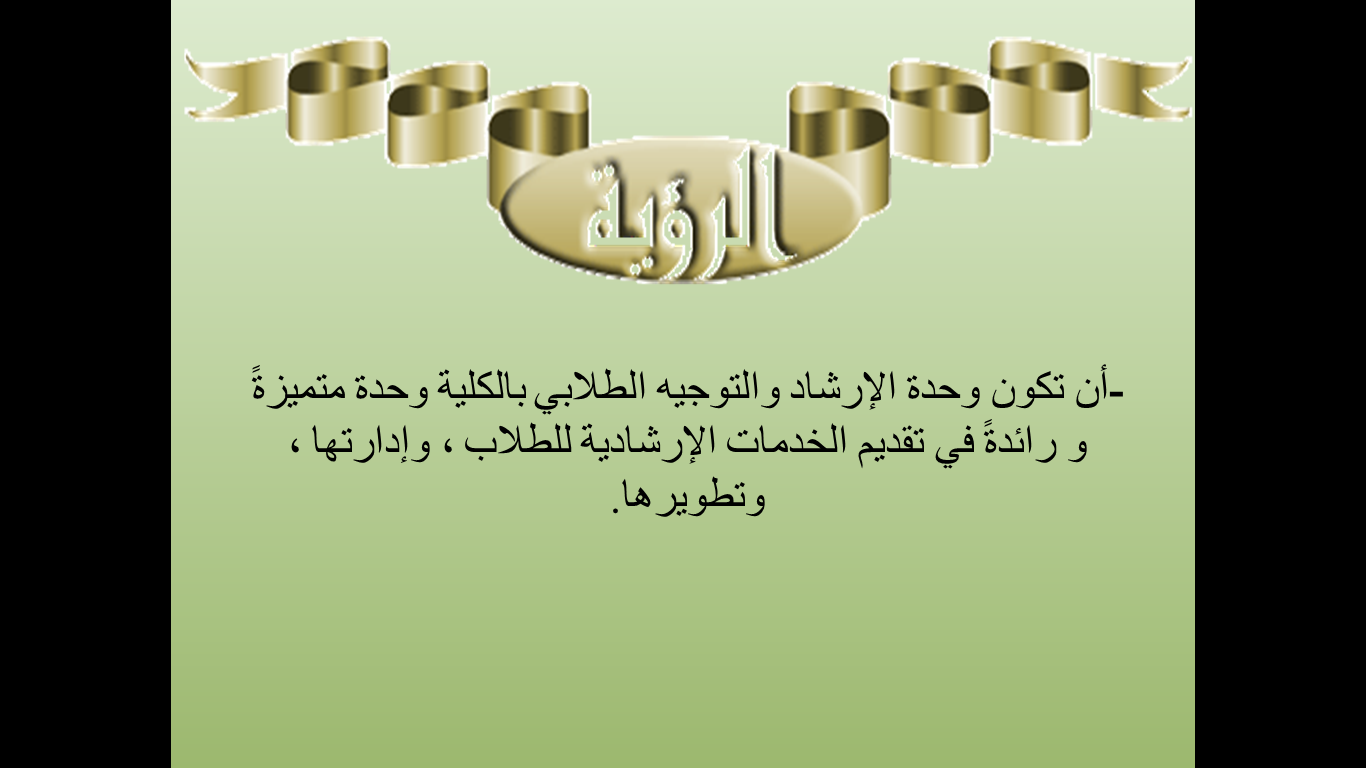 الرؤية
-أن تكون وحدة الإرشاد والتوجيه الطلابي بالكلية وحدة متميزةً
و رائدةً في تقديم الخدمات الإرشادية للطلاب ، وإدارتها ،
وتطويرها.